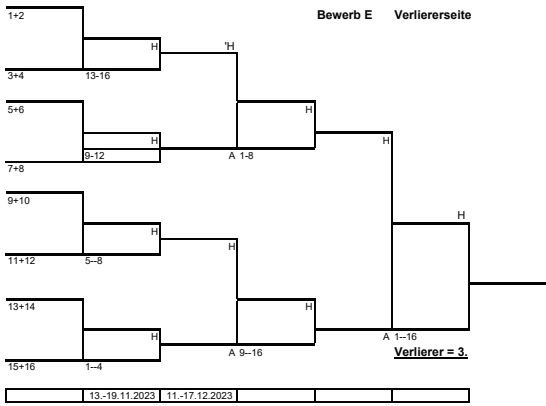 Bewerb E Verliererseite
1+2
H 'H
3+4 13-16
5+6 H
H H
9-12 A 1-8
7+8
9+10
H H
H
11+12 5--8
13+14 H
H A 1--16
A 9--16 Verlierer = 3.
15+16 1--4
13.-19.11.2023 11.-17.12.2023